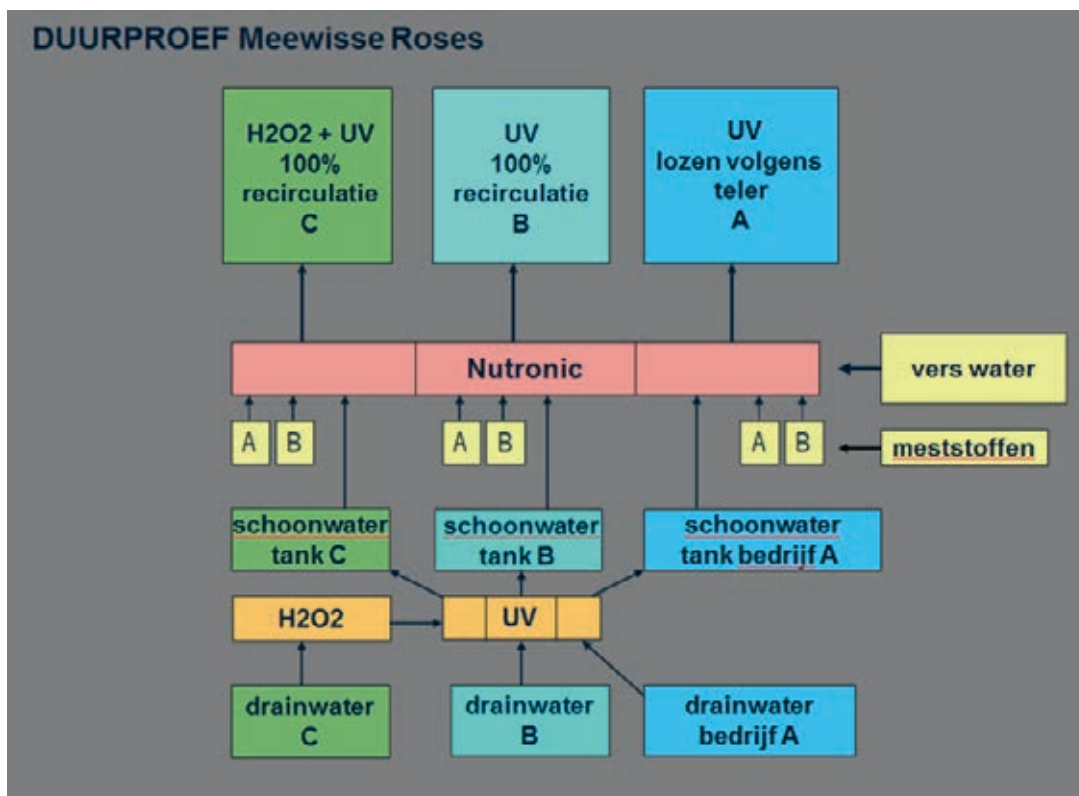 DUURPROEF Meewisse Roses
H2O2 + UV
100%
recirculatie
C
UV
100%
recirculatie
B
UV
lozen volgens
teler
A
Nutronic
vers water
A
B
A
B
A
B
meststoffen
schoonwater
tank C
schoonwater
tank B
schoonwater
tank bedrijf A
H2O2
UV
drainwater
C
drainwater
B
drainwater
bedrijf A